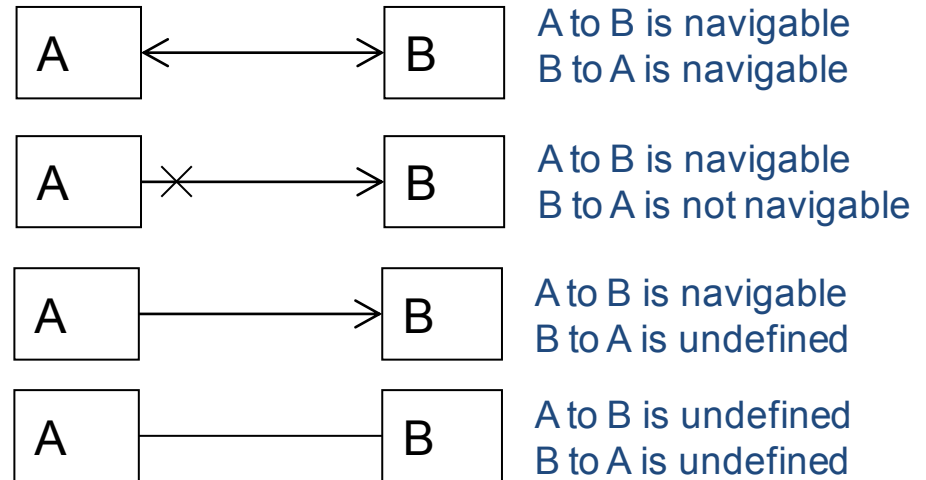 A
B
A to B is navigable
B to A is navigable
A
B
A to B is navigable
B to A is not navigable
A
B
A to B is navigable
B to A is undefined
A
B
A to B is undefined
B to A is undefined